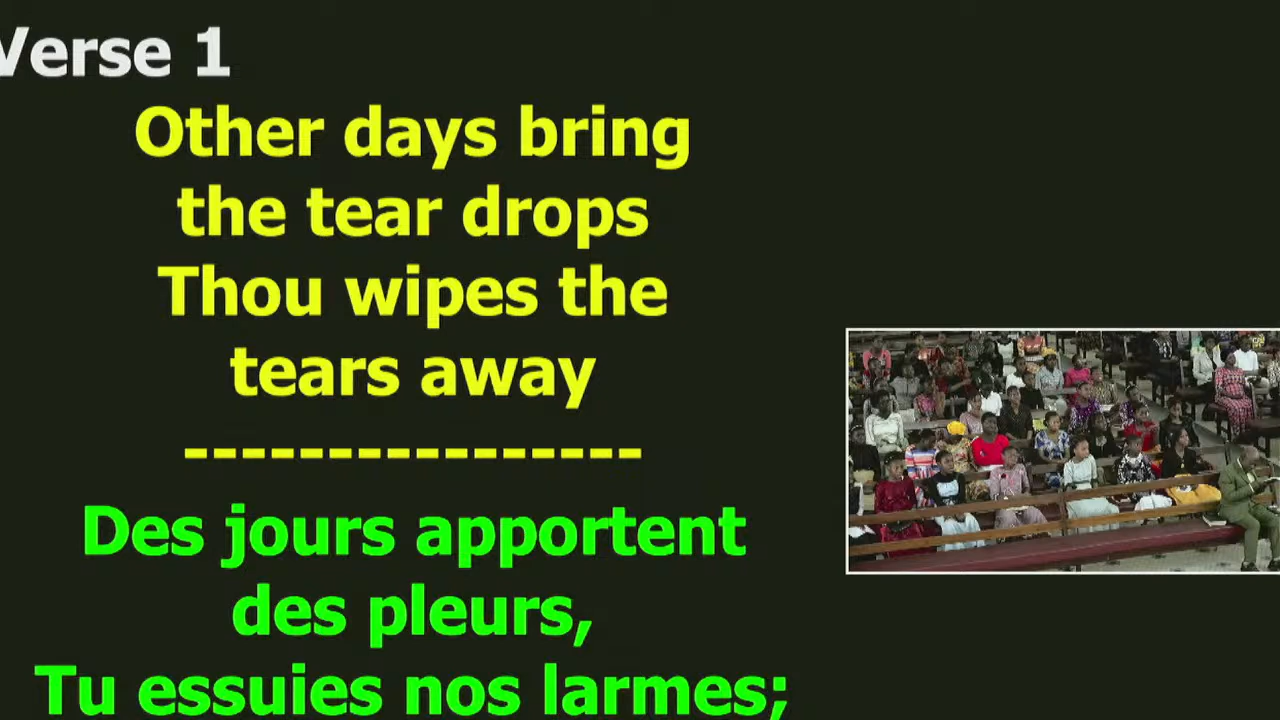 Verse 1
Other days bring
the tear drops
Thou wipes the
tears away
----------------
Des jours apportent
des pleurs,
Tu essuies nos larmes;